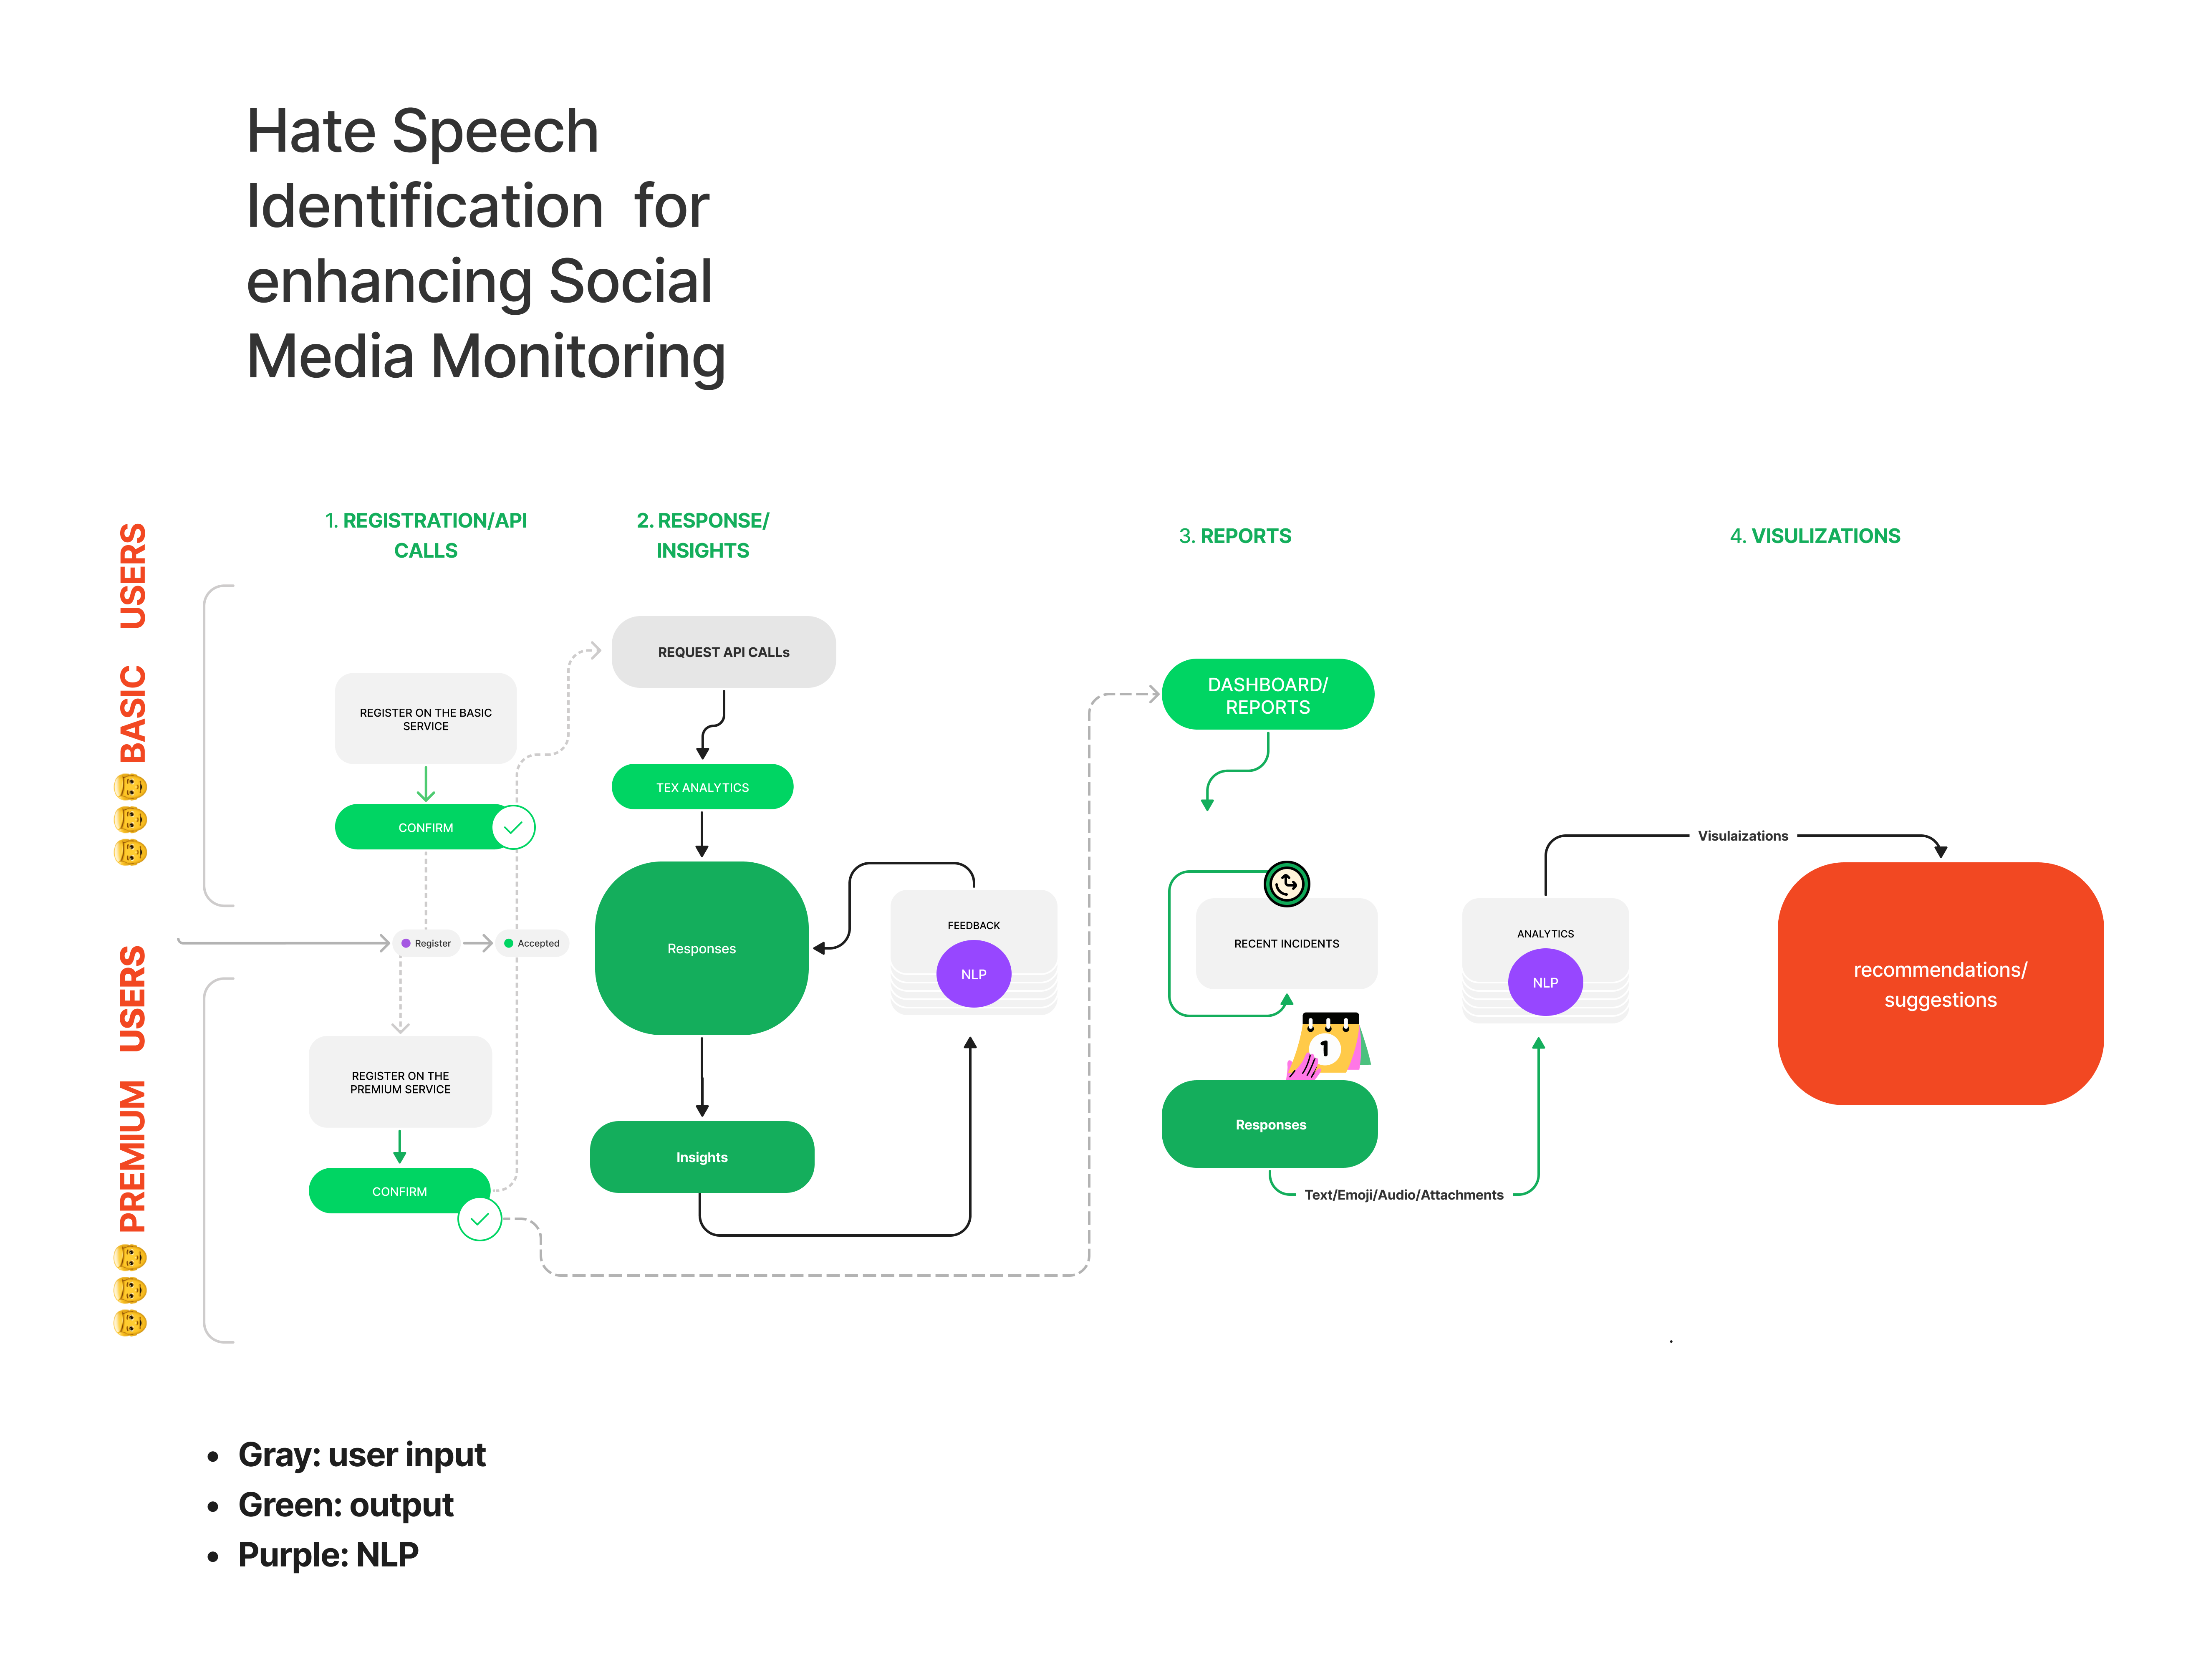 Hate Speech
Identification  for
enhancing Social
Media Monitoring
BASIC USERS
PREMIUM USERS
1. REGISTRATION/API
CALLS
REGISTER ON THE BASIC
SERVICE
CONFIRM
Register
Accepted
REGISTER ON THE
PREMIUM SERVICE
CONFIRM
2. RESPONSE/
INSIGHTS
REQUEST API CALLs
TEX ANALYTICS
Responses
Insights
FEEDBACK
NLP
3. REPORTS
DASHBOARD/
REPORTS
RECENT INCIDENTS
1
Responses
Text/Emoji/Audio/Attachments
ANALYTICS
NLP
4. VISULIZATIONS
Visulaizations
recommendations/
suggestions
.
• Gray: user input
• Green: output
• Purple: NLP